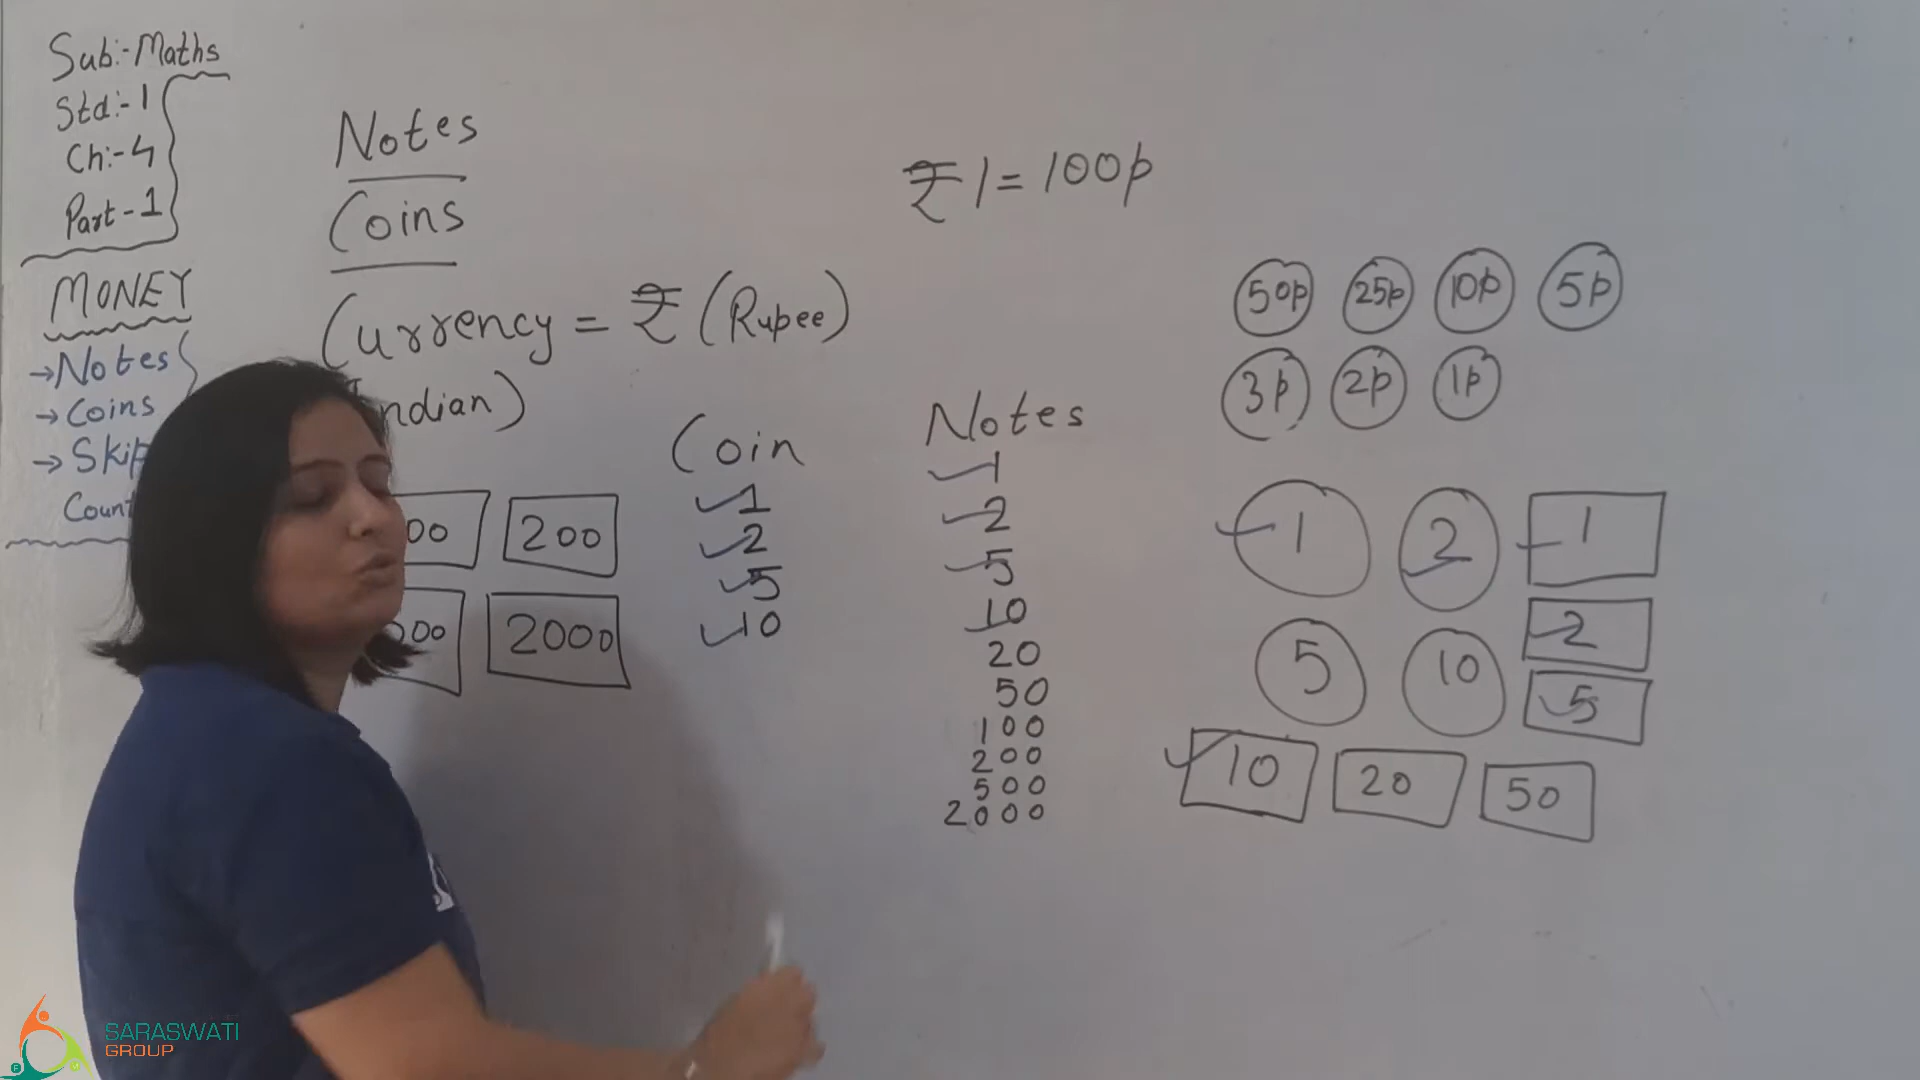 Sub:- Maths
Std:- 1
Ch:- 4
Part - 1
MONEY
→ Notes
→ Coins
→ Skip
Count
Notes
Coins
Currency = ₹ (Rupee)
ndian)
00
200
00
2000
Coin
1
2
5
10
₹ 1 = 100p
Notes
1
2
5
10
20
50
100
200
500
2000
50p 25p 10p 5p
3p 2p 1p
1 2 1
2
5 10
5
10 20 50
SARASWATI
GROUP